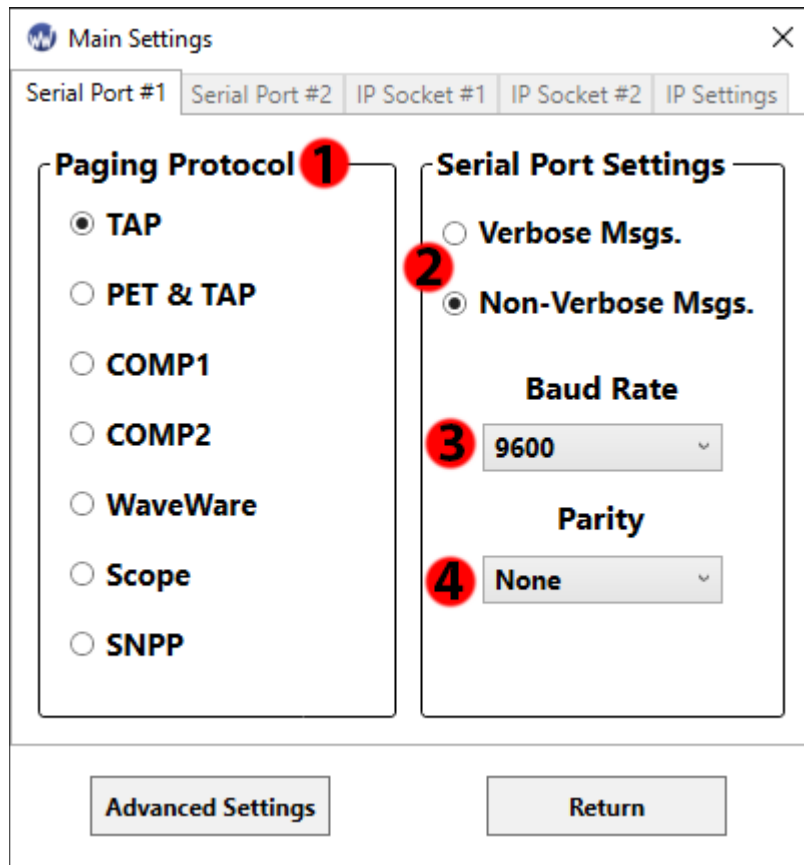 Main Settings
Serial Port #1 Serial Port #2 IP Socket #1 IP Socket #2 IP Settings
Paging Protocol 1
TAP
PET & TAP
COMP1
COMP2
WaveWare
Scope
SNPP
Serial Port Settings
Verbose Msgs.
2
Non-Verbose Msgs.
Baud Rate
3 9600
Parity
4 None
Advanced Settings Return